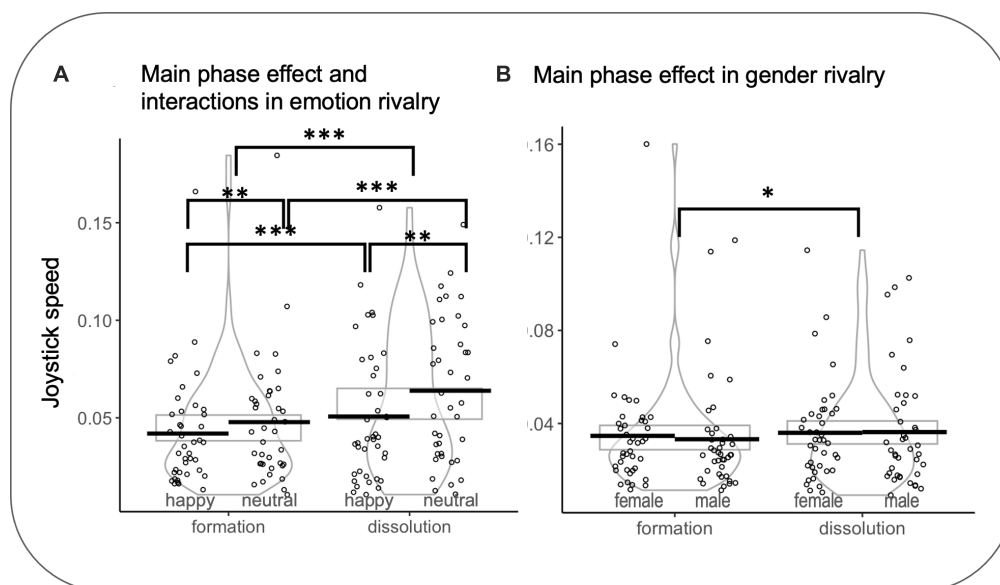 A
Main phase effect and
interactions in emotion rivalry
***
**
***
***
**
0.15
0.10
0.05
Joystick speed
happy
neutral
happy
neutral
formation
dissolution
B
Main phase effect in gender rivalry
*
.16
.12
.08
.04
female
male
female
male
formation
dissolution